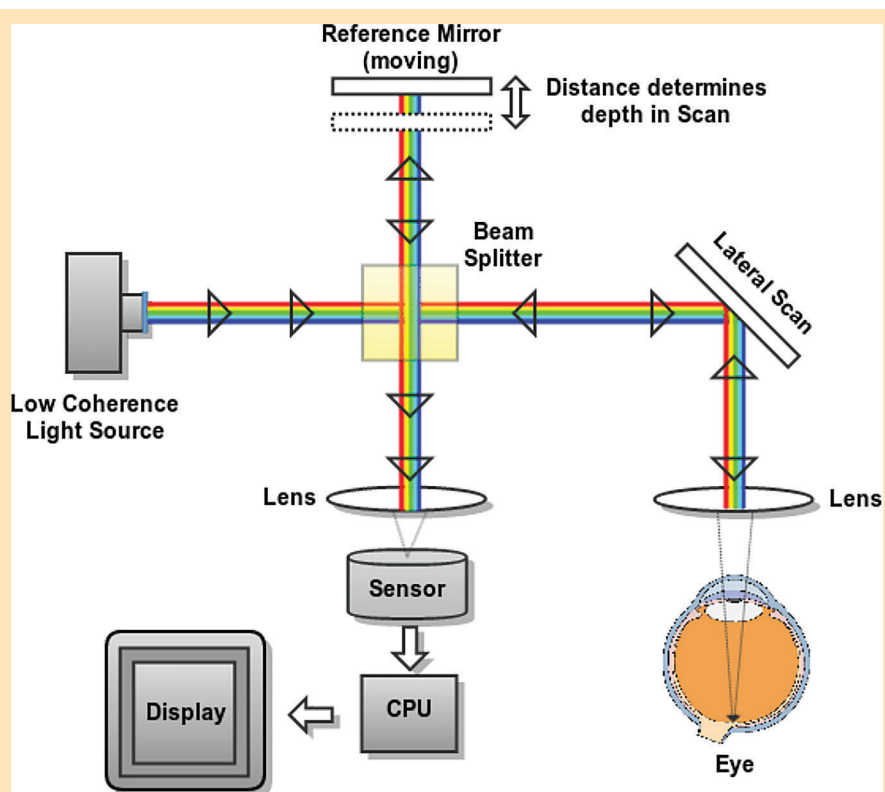 Reference Mirror
(moving)
Distance determines
depth in Scan
Beam
Splitter
Lateral Scan
Low Coherence
Light Source
Lens
Lens
Sensor
Display
CPU
Eye